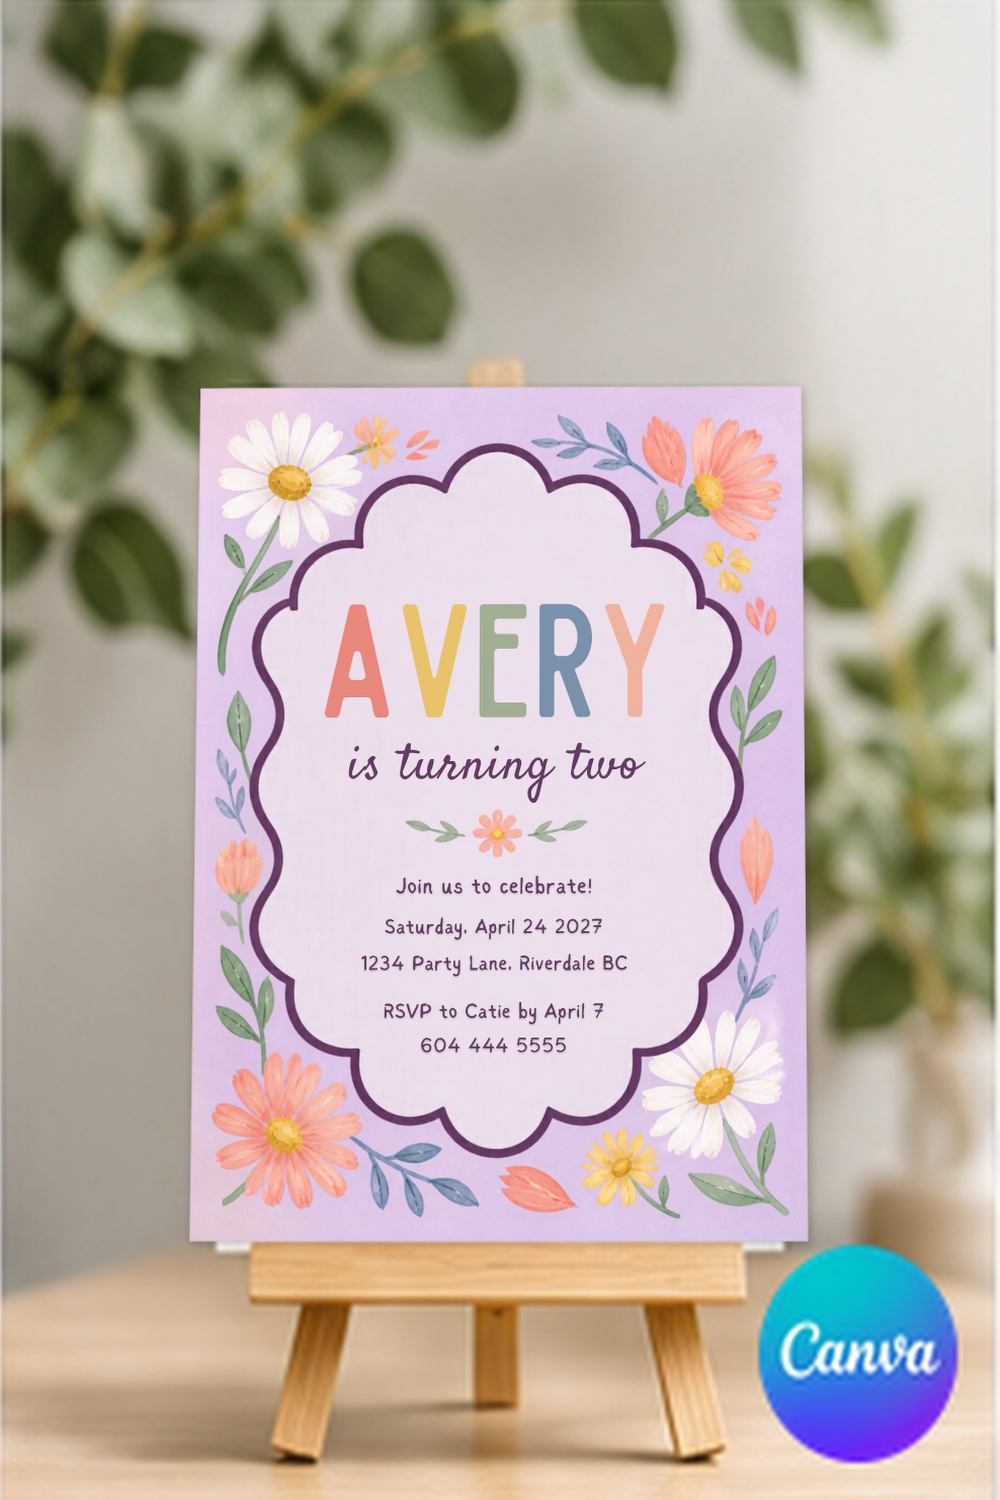 AVERY
is turning two
Join us to celebrate!
Saturday, April 24 2027
1234 Party Lane, Riverdale BC
RSVP to Catie by April 7
604 444 5555
Canva